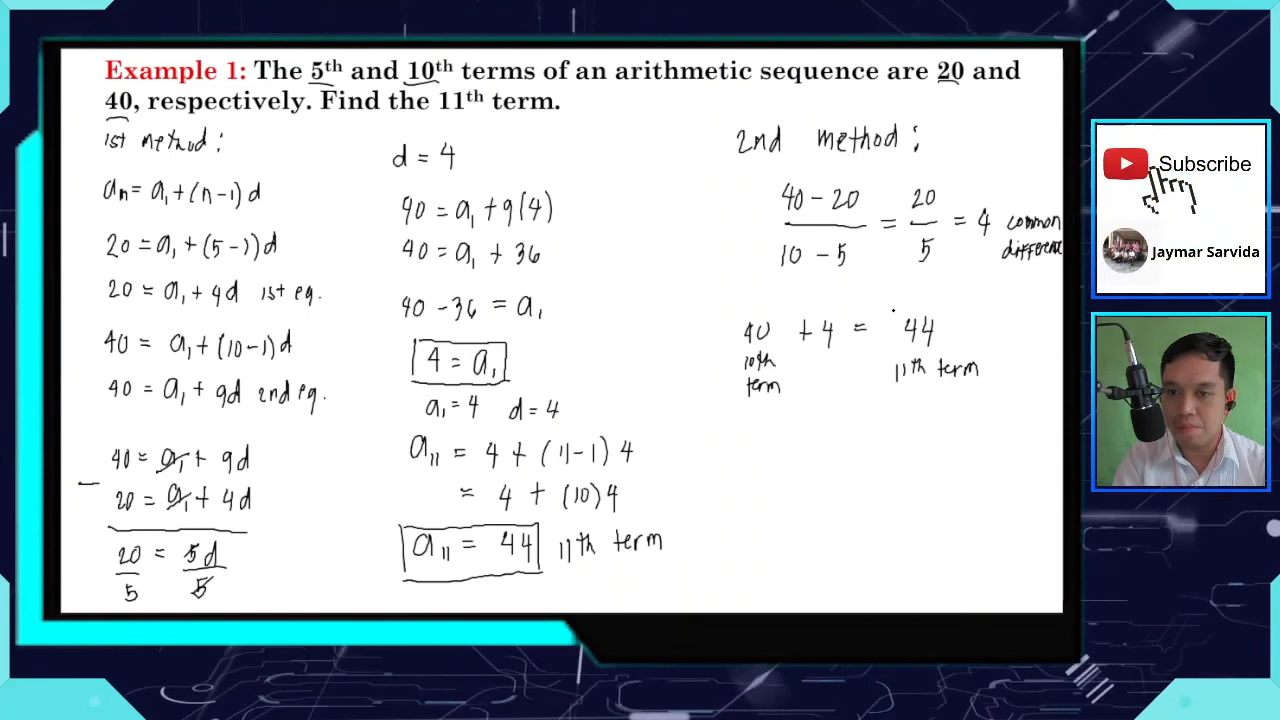 Example 1: The 5th and 10th terms of an arithmetic sequence are 20 and
40, respectively. Find the 11th term.
1st method:
an = a1 + (n-1)d
20 = a1 + (5-1)d
20 = a1 + 4d 1st eq.
40 = a1 + (10-1)d
40 = a1 + 9d 2nd eq.
40 = a1 + 9d
- 20 = a1 + 4d
20/5 = 5d/5
d = 4
40 = a1 + 9(4)
40 = a1 + 36
40 - 36 = a1
4 = a1
a1 = 4 d = 4
a11 = 4 + (11-1) 4
= 4 + (10)4
a11 = 44 11th term
2nd method:
40 - 20 / 10 - 5 = 20 / 5 = 4 common
difference
40 + 4 = 44
10th term
11th term
Subscribe
Jaymar Sarvida